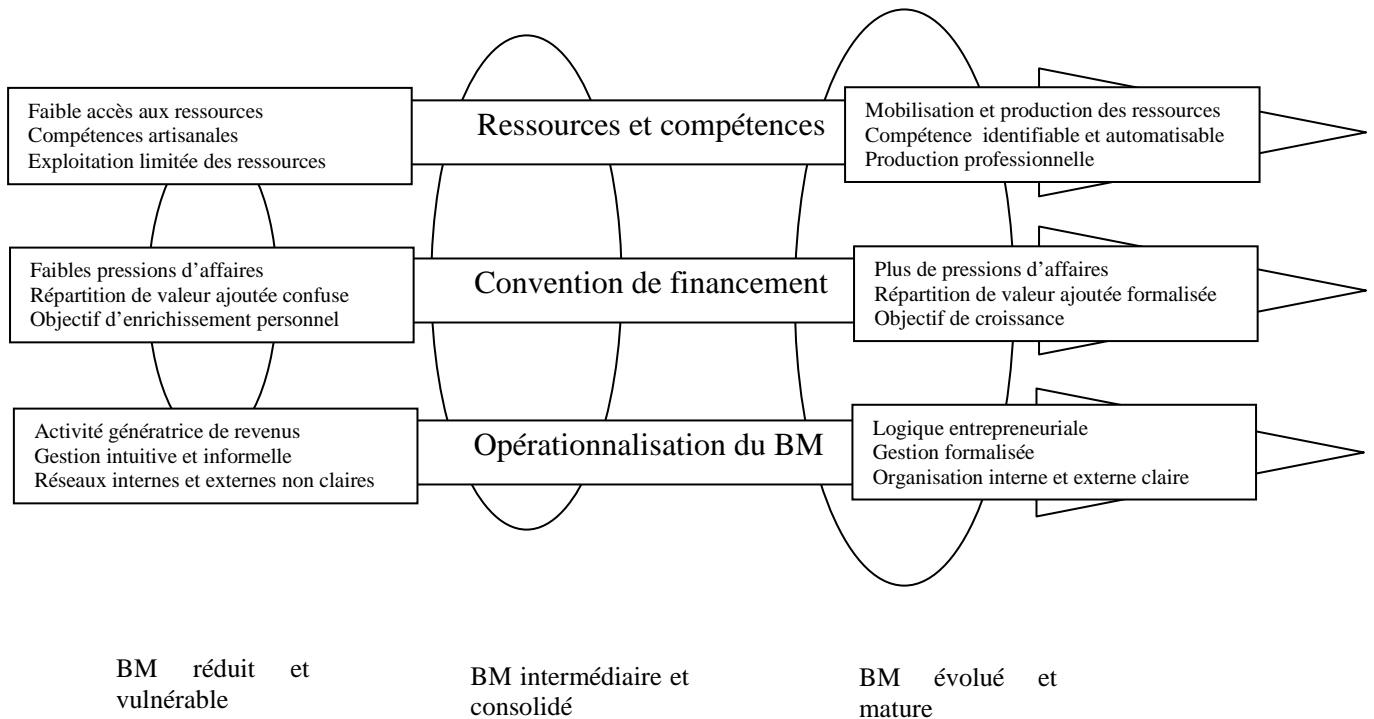 Faible accès aux ressources
Compétences artisanales
Exploitation limitée des ressources
Ressources et compétences
Mobilisation et production des ressources
Compétence identifiable et automatisable
Production professionnelle
Faibles pressions d’affaires
Répartition de valeur ajoutée confuse
Objectif d’enrichissement personnel
Convention de financement
Plus de pressions d’affaires
Répartition de valeur ajoutée formalisée
Objectif de croissance
Activité génératrice de revenus
Gestion intuitive et informelle
Réseaux internes et externes non claires
Opérationnalisation du BM
Logique entrepreneuriale
Gestion formalisée
Organisation interne et externe claire
BM réduit et
vulnérable
BM intermédiaire et
consolidé
BM évolué et
mature